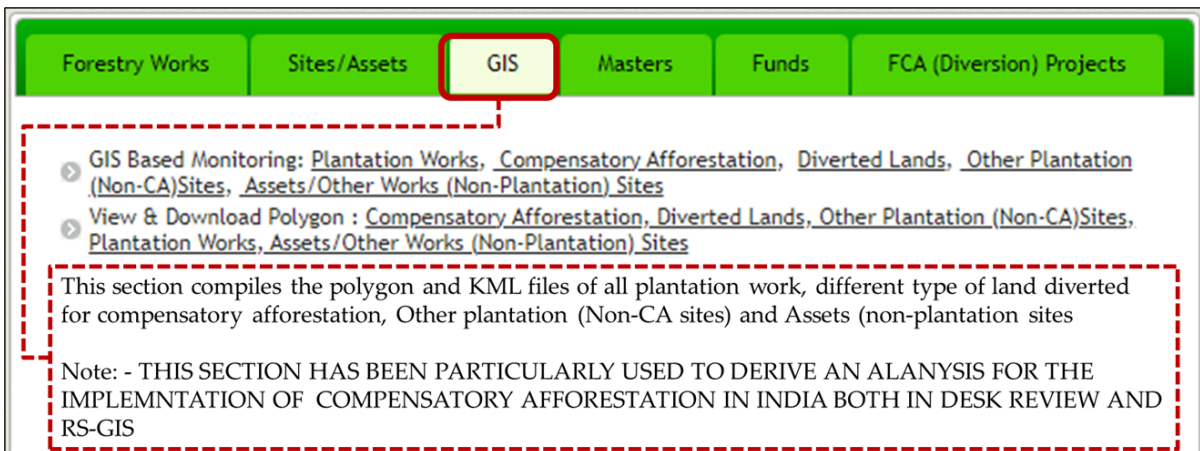 Forestry Works Sites/Assets GIS Masters Funds FCA (Diversion) Projects
GIS Based Monitoring: Plantation Works, Compensatory Afforestation, Diverted Lands, Other Plantation
(Non-CA)Sites, Assets/Other Works (Non-Plantation) Sites
View & Download Polygon : Compensatory Afforestation, Diverted Lands, Other Plantation (Non-CA)Sites,
Plantation Works, Assets/Other Works (Non-Plantation) Sites
This section compiles the polygon and KML files of all plantation work, different type of land diverted
for compensatory afforestation, Other plantation (Non-CA sites) and Assets (non-plantation sites
Note: - THIS SECTION HAS BEEN PARTICULARLY USED TO DERIVE AN ALANYSIS FOR THE
IMPLEMNTATION OF COMPENSATORY AFFORESTATION IN INDIA BOTH IN DESK REVIEW AND
RS-GIS